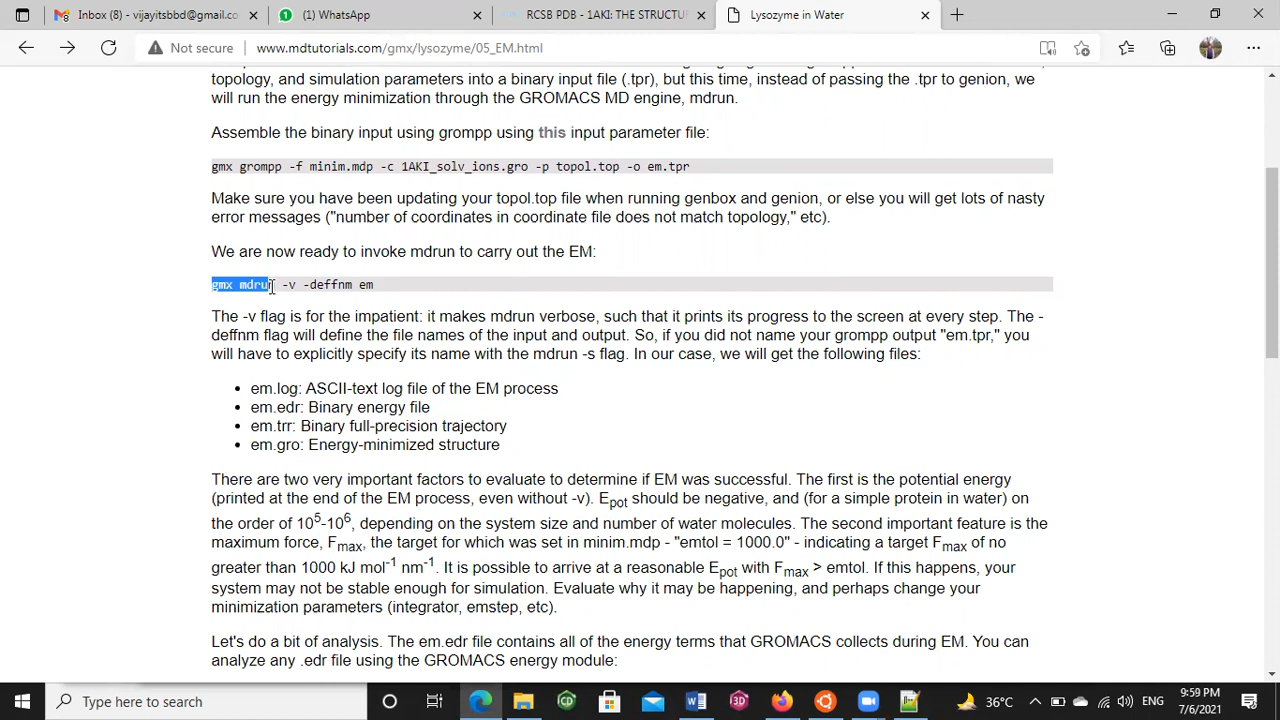 Inbox (8) - vijayitsbbd@gmail.co
(1) WhatsApp
RCSB PDB - 1AKI: THE STRUCTUR
Lysozyme in Water
Not secure
www.mdtutorials.com/gmx/lysozyme/05_EM.html
topology, and simulation parameters into a binary input file (.tpr), but this time, instead of passing the .tpr to genion, we
will run the energy minimization through the GROMACS MD engine, mdrun.
Assemble the binary input using grompp using this input parameter file:
gmx grompp -f minim.mdp -c 1AKI_solv_ions.gro -p topol.top -o em.tpr
Make sure you have been updating your topol.top file when running genbox and genion, or else you will get lots of nasty
error messages ("number of coordinates in coordinate file does not match topology," etc).
We are now ready to invoke mdrun to carry out the EM:
gmx mdrun -v -deffnm em
The -v flag is for the impatient: it makes mdrun verbose, such that it prints its progress to the screen at every step. The -
deffnm flag will define the file names of the input and output. So, if you did not name your grompp output "em.tpr," you
will have to explicitly specify its name with the mdrun -s flag. In our case, we will get the following files:
• em.log: ASCII-text log file of the EM process
• em.edr: Binary energy file
• em.trr: Binary full-precision trajectory
• em.gro: Energy-minimized structure
There are two very important factors to evaluate to determine if EM was successful. The first is the potential energy
(printed at the end of the EM process, even without -v). Epot should be negative, and (for a simple protein in water) on
the order of 10⁵-10⁶, depending on the system size and number of water molecules. The second important feature is the
maximum force, Fmax, the target for which was set in minim.mdp - "emtol = 1000.0" - indicating a target Fmax of no
greater than 1000 kJ mol⁻¹ nm⁻¹. It is possible to arrive at a reasonable Epot with Fmax > emtol. If this happens, your
system may not be stable enough for simulation. Evaluate why it may be happening, and perhaps change your
minimization parameters (integrator, emstep, etc).
Let's do a bit of analysis. The em.edr file contains all of the energy terms that GROMACS collects during EM. You can
analyze any .edr file using the GROMACS energy module:
Type here to search
36°C
ENG
9:59 PM
7/6/2021